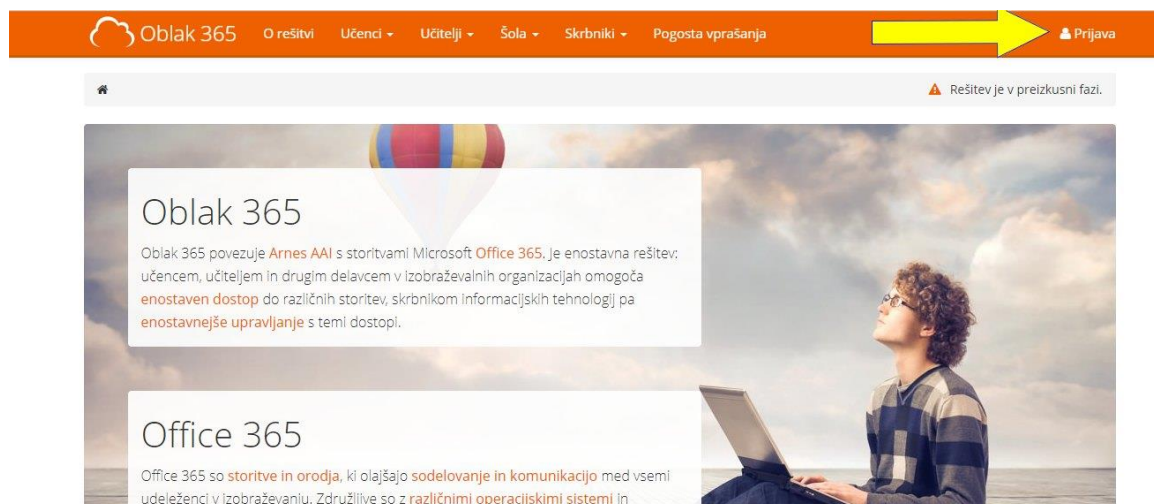 Oblak 365 O rešitvi Učenci Učitelji Šola Skrbniki Pogosta vprašanja Prijava
Rešitev je v preizkusni fazi.
Oblak 365
Oblak 365 povezuje Arnes AAI s storitvami Microsoft Office 365. Je enostavna rešitev:
učencem, učiteljem in drugim delavcem v izobraževalnih organizacijah omogoča
enostaven dostop do različnih storitev, skrbnikom informacijskih tehnologij pa
enostavnejše upravljanje s temi dostopi.
Office 365
Office 365 so storitve in orodja, ki olajšajo sodelovanje in komunikacijo med vsemi
udeleženci v izobraževanju. Združljive so z različnimi operacijskimi sistemi in